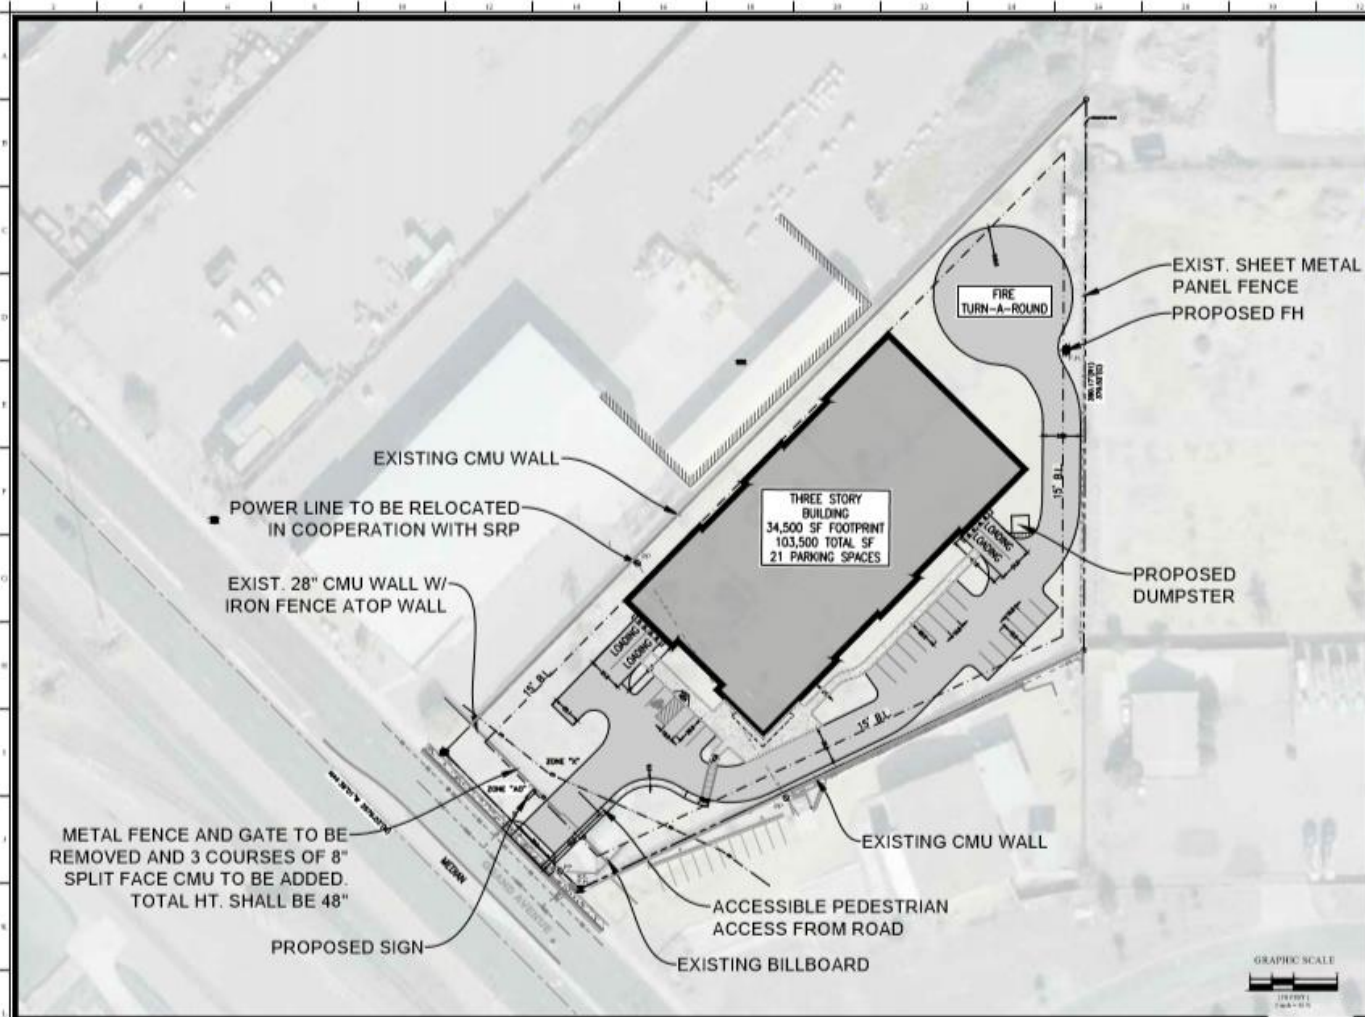 FIRE
TURN-A-ROUND
EXIST. SHEET METAL
PANEL FENCE
PROPOSED FH
EXISTING CMU WALL
POWER LINE TO BE RELOCATED
IN COOPERATION WITH SRP
EXIST. 28" CMU WALL W/
IRON FENCE ATOP WALL
THREE STORY
BUILDING
34,500 SF FOOTPRINT
103,500 TOTAL SF
21 PARKING SPACES
15' B.L.
LOADING
LOADING
PROPOSED
DUMPSTER
LOADING
LOADING
15' B.L.
15' B.L.
ZONE "X"
ZONE "AO"
METAL FENCE AND GATE TO BE
REMOVED AND 3 COURSES OF 8"
SPLIT FACE CMU TO BE ADDED.
TOTAL HT. SHALL BE 48"
MEDIAN
EXISTING CMU WALL
ACCESSIBLE PEDESTRIAN
ACCESS FROM ROAD
PROPOSED SIGN
EXISTING BILLBOARD
GRAPHIC SCALE